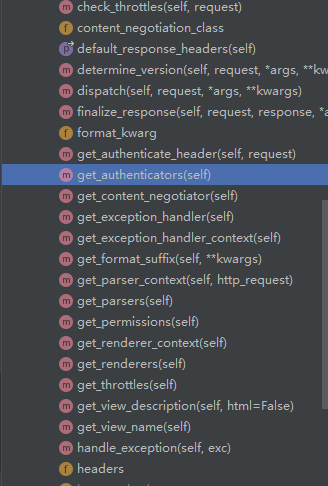 check_throttles(self, request)
content_negotiation_class
default_response_headers(self)
determine_version(self, request, *args, **kw
dispatch(self, request, *args, **kwargs)
finalize_response(self, request, response, *a
format_kwarg
get_authenticate_header(self, request)
get_authenticators(self)
get_content_negotiator(self)
get_exception_handler(self)
get_exception_handler_context(self)
get_format_suffix(self, **kwargs)
get_parser_context(self, http_request)
get_parsers(self)
get_permissions(self)
get_renderer_context(self)
get_renderers(self)
get_throttles(self)
get_view_description(self, html=False)
get_view_name(self)
handle_exception(self, exc)
headers